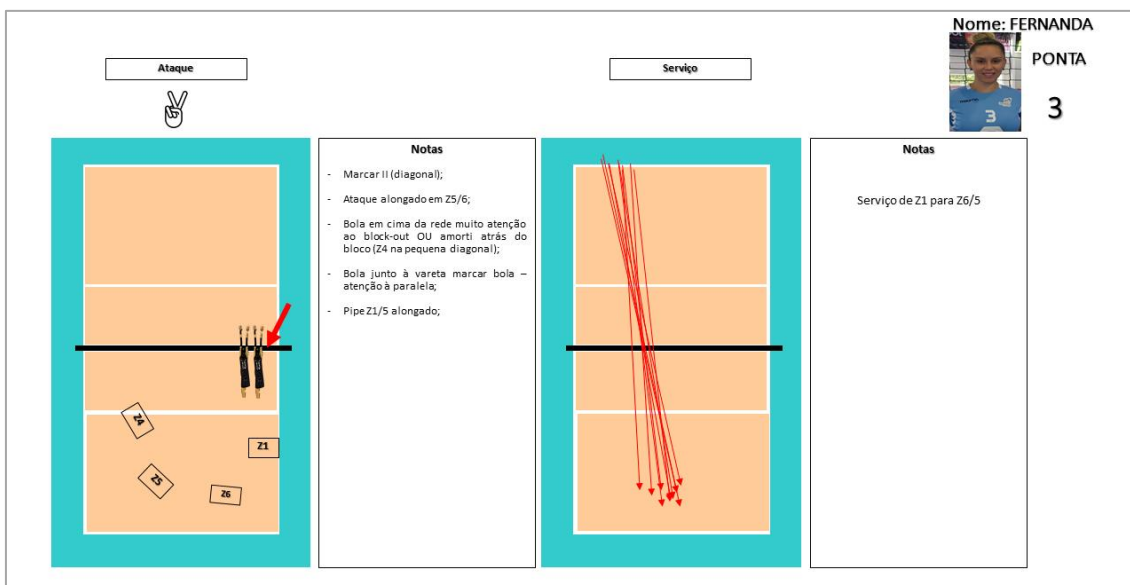 Nome: FERNANDA
PONTA
3
3
Ataque
Notas
- Marcar II (diagonal);
- Ataque alongado em Z5/6;
- Bola em cima da rede muito atenção
ao block-out OU amorti atrás do
bloco (Z4 na pequena diagonal);
- Bola junto à vareta marcar bola –
atenção à paralela;
- Pipe Z1/5 alongado;
Z4
Z1
Z5
Z6
Serviço
Notas
Serviço de Z1 para Z6/5